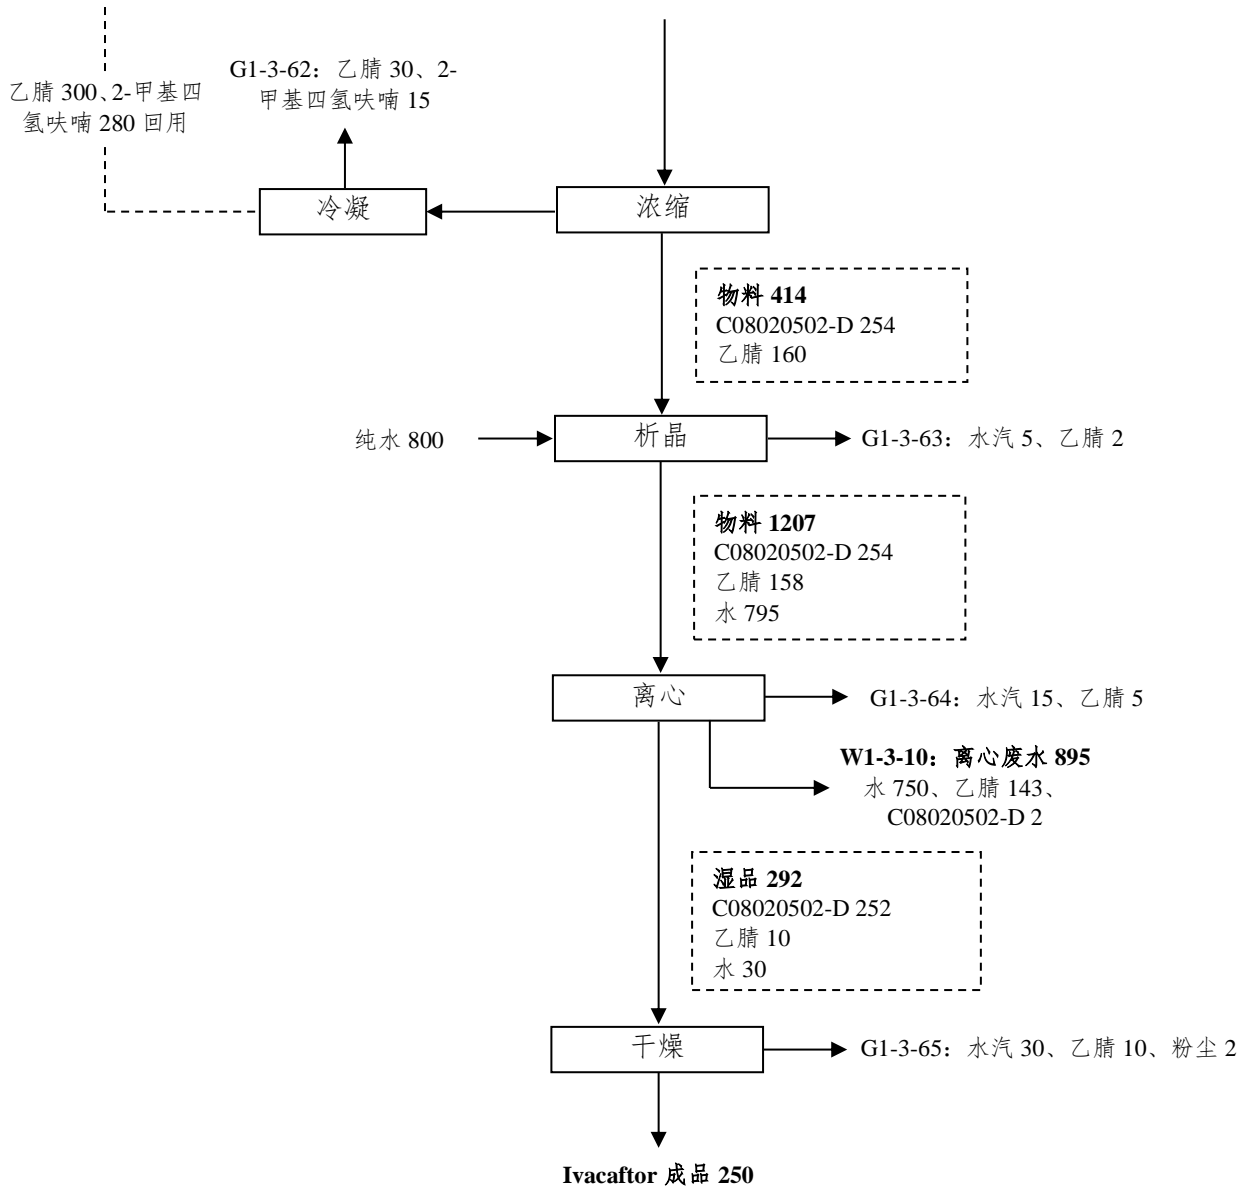 乙腈 300、2-甲基四
氢呋喃 280 回用
G1-3-62：乙腈 30、2-
甲基四氢呋喃 15
冷凝
浓缩
物料 414
C08020502-D 254
乙腈 160
纯水 800
析晶
G1-3-63：水汽 5、乙腈 2
物料 1207
C08020502-D 254
乙腈 158
水 795
离心
G1-3-64：水汽 15、乙腈 5
W1-3-10：离心废水 895
水 750、乙腈 143、
C08020502-D 2
湿品 292
C08020502-D 252
乙腈 10
水 30
干燥
G1-3-65：水汽 30、乙腈 10、粉尘 2
Ivacaftor 成品 250